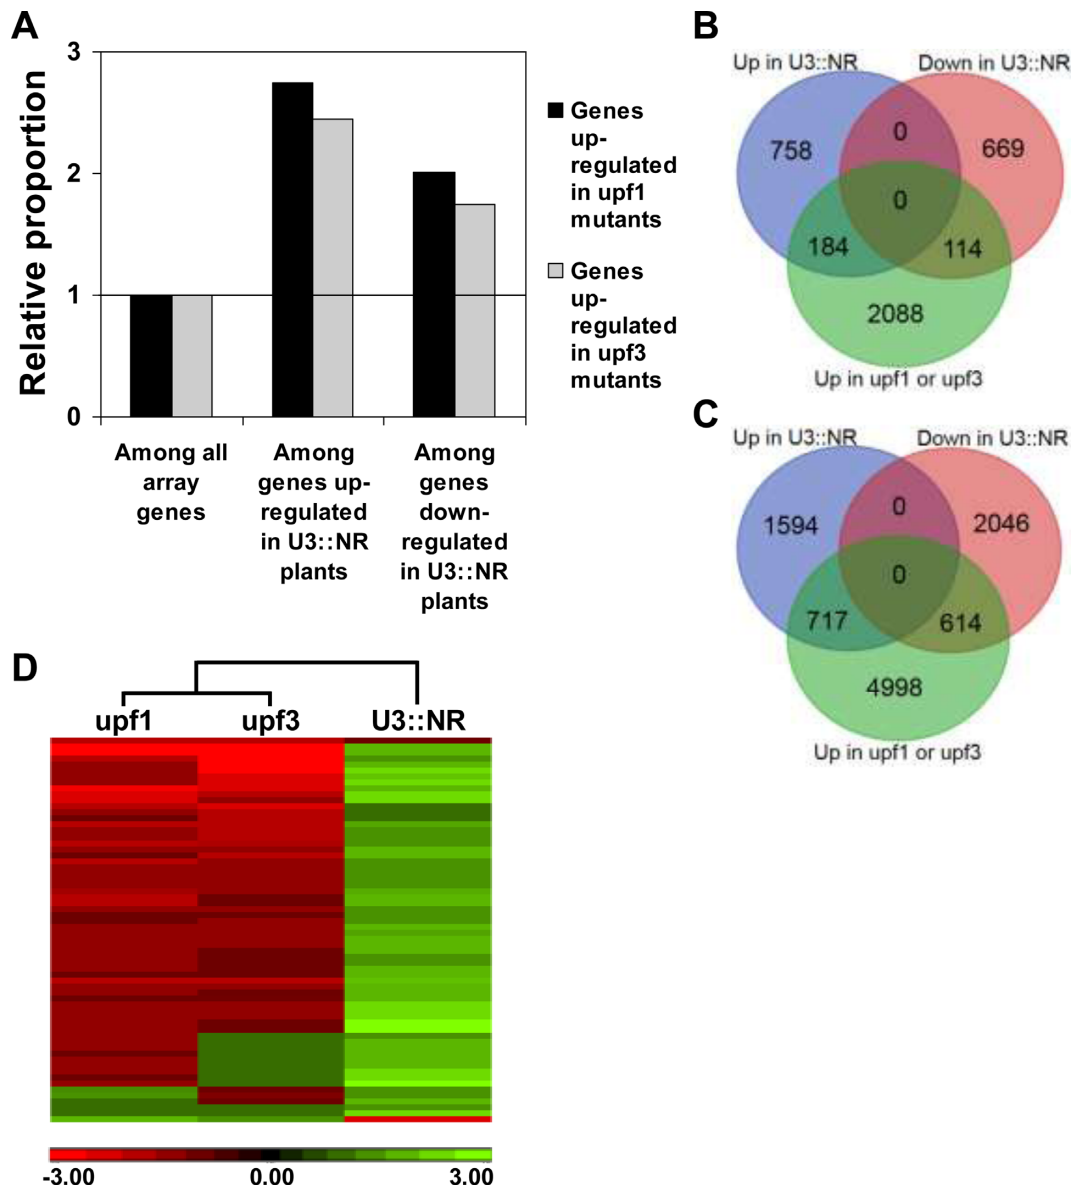 A
3
2
1
0
Relative proportion
Among all
array
genes
Among
genes up-
regulated
in U3::NR
plants
Among
genes
down-
regulated
in U3::NR
plants
Genes
up-
regulated
in upf1
mutants
Genes
up-
regulated
in upf3
mutants
B
Up in U3::NR
Down in U3::NR
758
0
669
0
184
114
2088
Up in upf1 or upf3
C
Up in U3::NR
Down in U3::NR
1594
0
2046
0
717
614
4998
Up in upf1 or upf3
D
upf1
upf3
U3::NR
-3.00
0.00
3.00